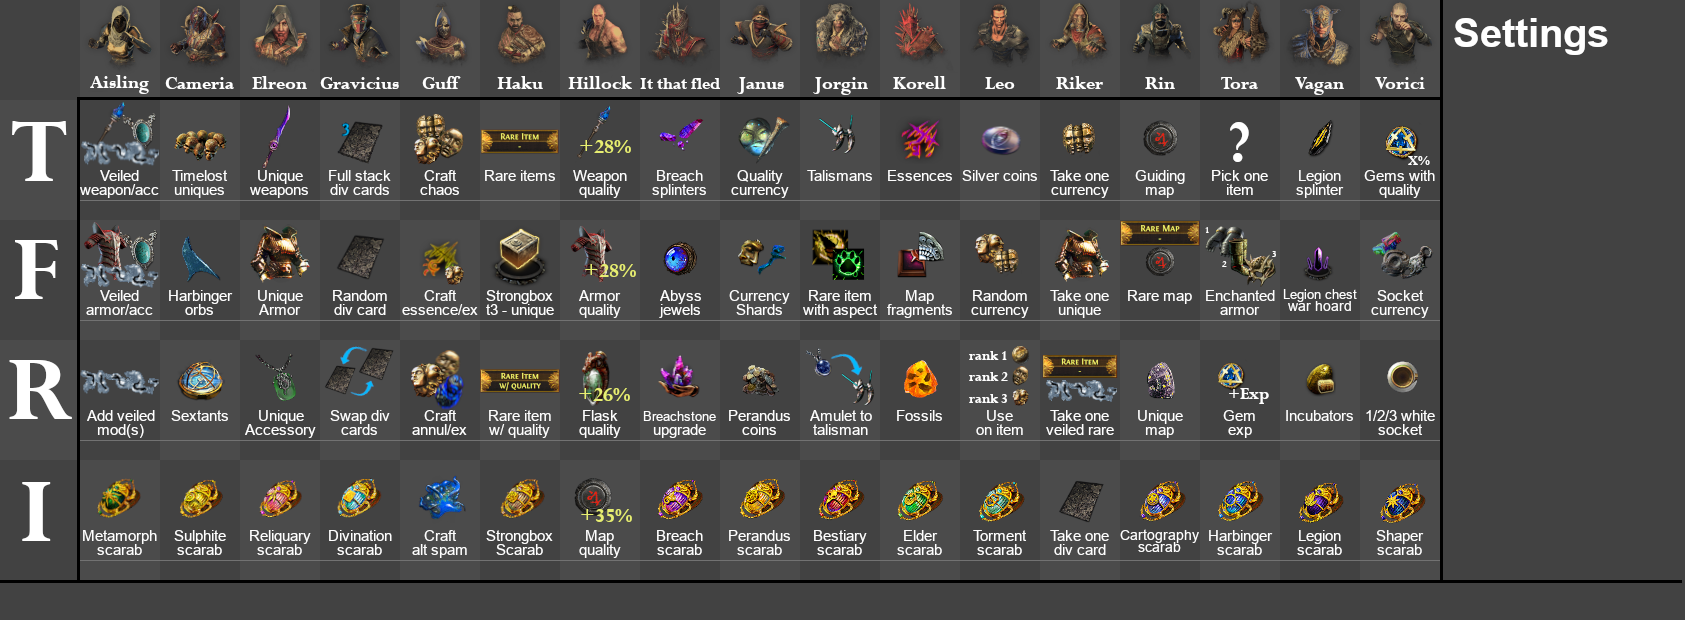 Settings
Aisling Cameria Elreon Gravicius Guff Haku Hillock It that fled Janus Jorgin Korell Leo Riker Rin Tora Vagan Vorici
T
3
RARE ITEM
-
+28%
?
X%
Veiled weapon/acc
Timelost uniques
Unique weapons
Full stack div cards
Craft chaos
Rare items
Weapon quality
Breach splinters
Quality currency
Talismans
Essences
Silver coins
Take one currency
Guiding map
Pick one item
Legion splinter
Gems with quality
F
+28%
RARE MAP
-
1
2
3
Veiled armor/acc
Harbinger orbs
Unique Armor
Random div card
Craft essence/ex
Strongbox t3 - unique
Armor quality
Abyss jewels
Currency Shards
Rare item with aspect
Map fragments
Random currency
Take one unique
Rare map
Enchanted armor
Legion chest war hoard
Socket currency
R
RARE ITEM
W/ QUALITY
+26%
rank 1
rank 2
rank 3
RARE ITEM
-
+Exp
Add veiled mod(s)
Sextants
Unique Accessory
Swap div cards
Craft annul/ex
Rare item w/ quality
Flask quality
Breachstone upgrade
Perandus coins
Amulet to talisman
Fossils
Use on item
Take one veiled rare
Unique map
Gem exp
Incubators
1/2/3 white socket
I
+35%
Metamorph scarab
Sulphite scarab
Reliquary scarab
Divination scarab
Craft alt spam
Strongbox Scarab
Map quality
Breach scarab
Perandus scarab
Bestiary scarab
Elder scarab
Torment scarab
Take one div card
Cartography scarab
Harbinger scarab
Legion scarab
Shaper scarab